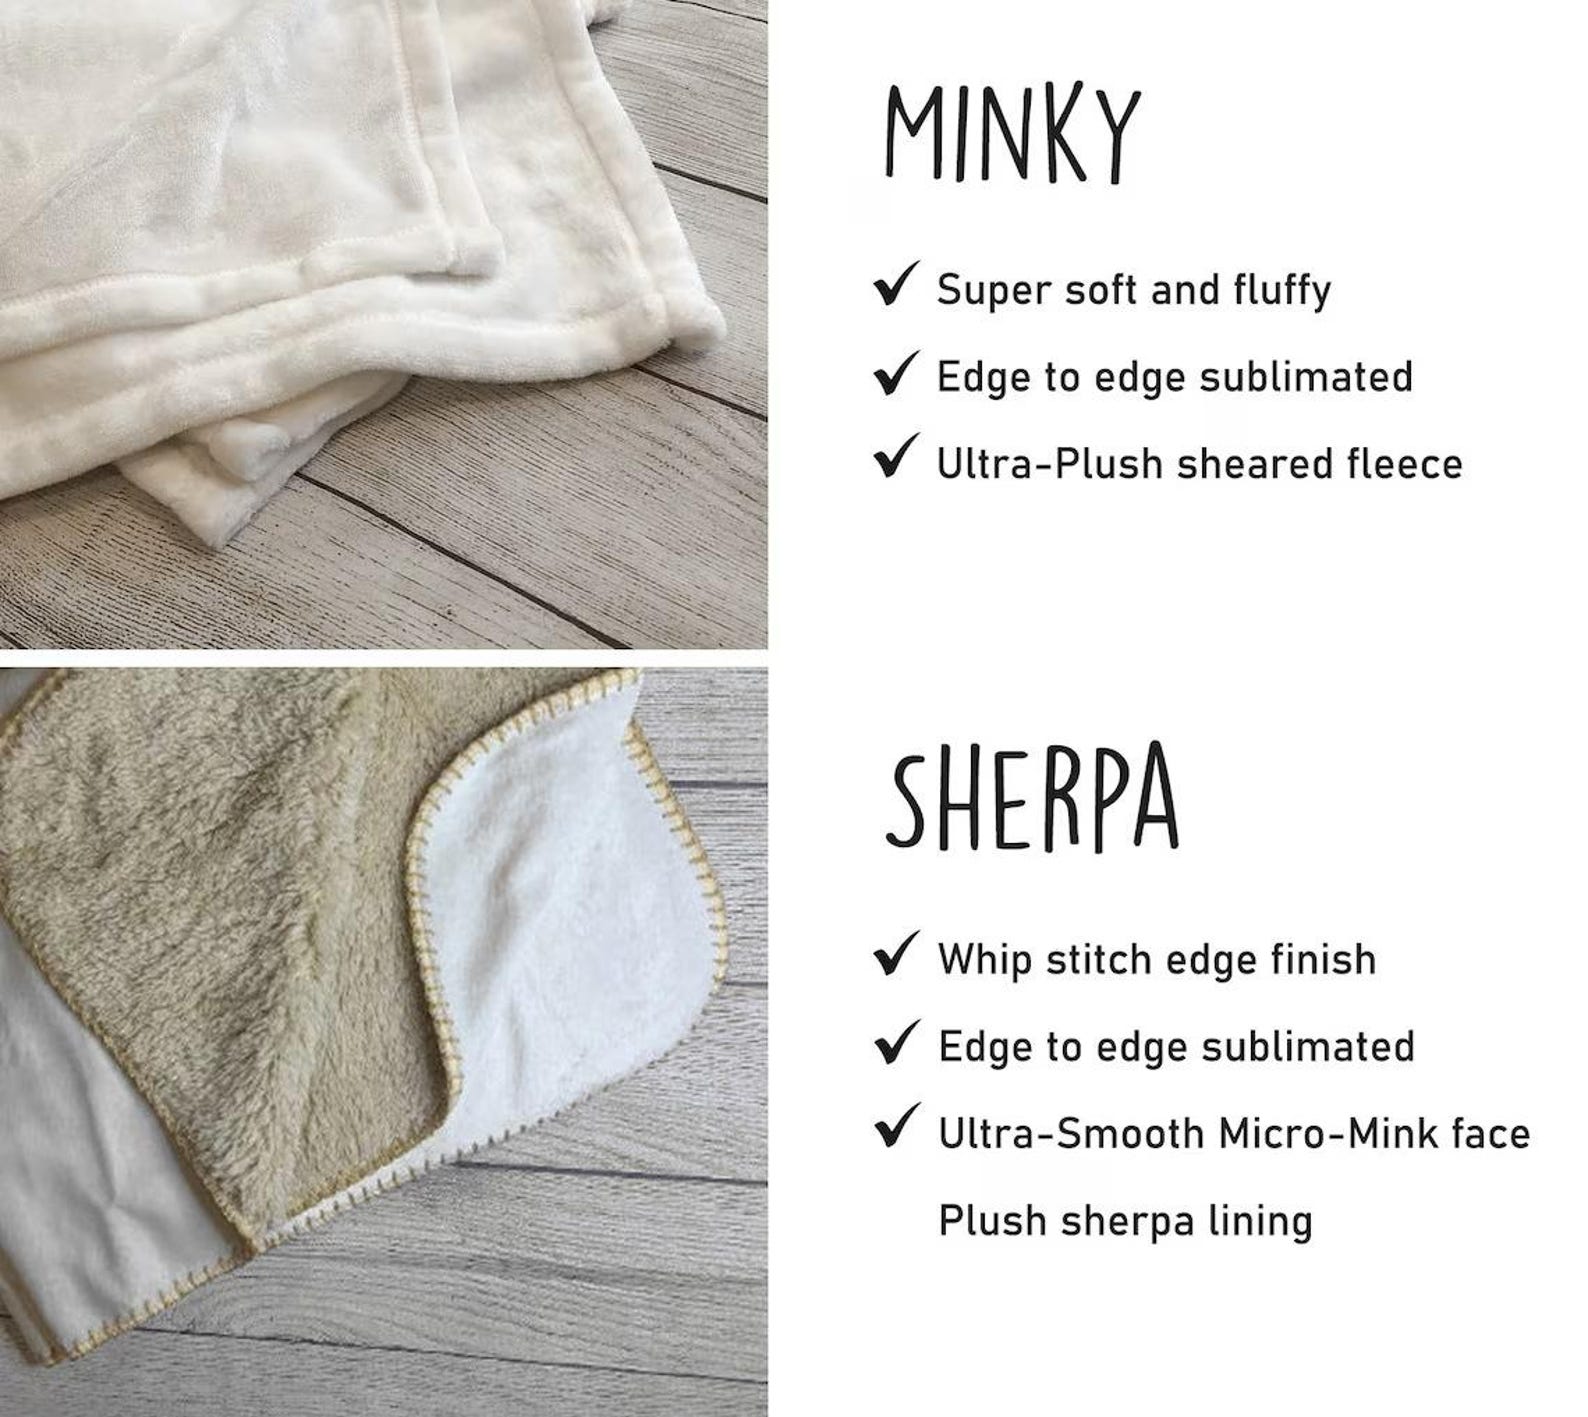 MINKY
✔ Super soft and fluffy
✔ Edge to edge sublimated
✔ Ultra-Plush sheared fleece
SHERPA
✔ Whip stitch edge finish
✔ Edge to edge sublimated
✔ Ultra-Smooth Micro-Mink face
Plush sherpa lining